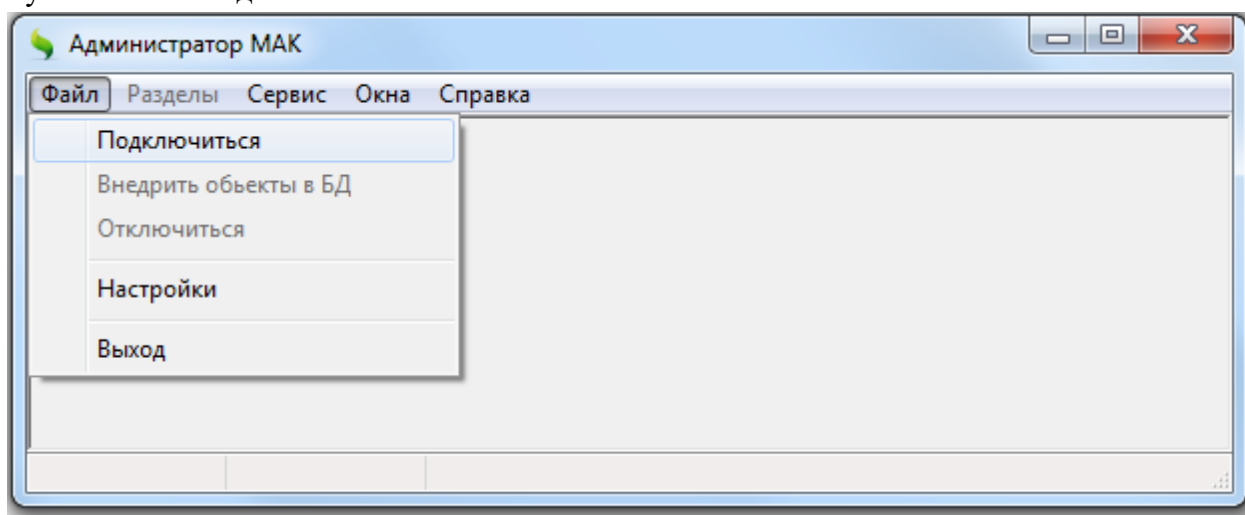 Администратор МАК
Файл Разделы Сервис Окна Справка
Подключиться
Внедрить обьекты в БД
Отключиться
Настройки
Выход